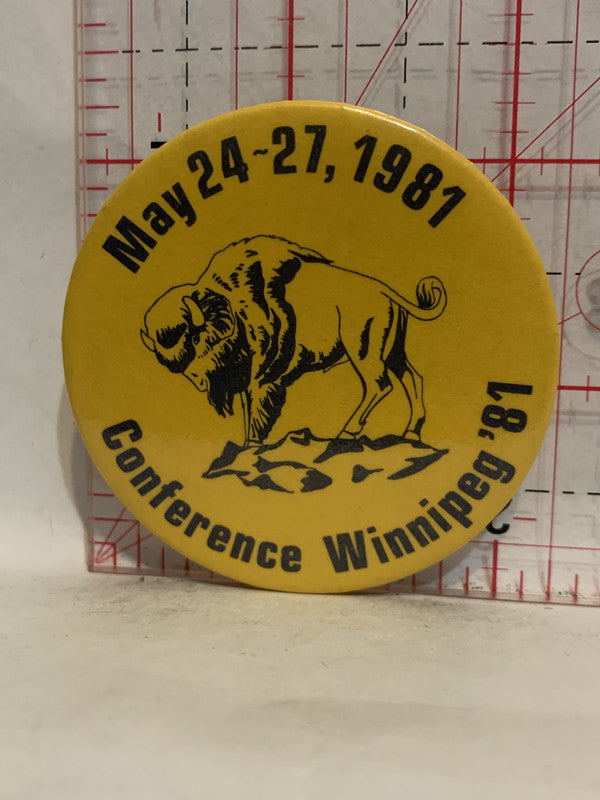 May 24~27, 1981
Conference Winnipeg '81